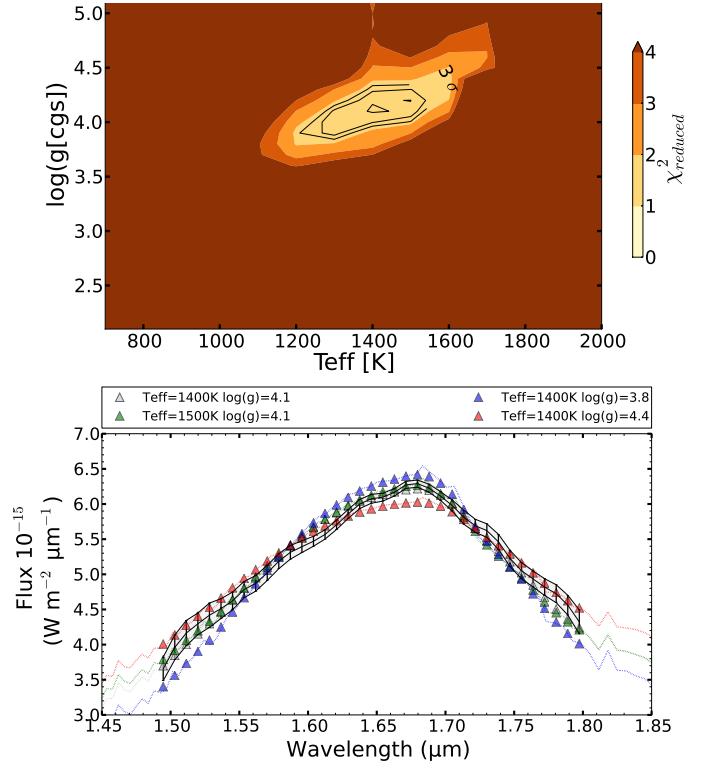 5.0
4.5
4.0
3.5
3.0
2.5
log(g[cgs])
3 σ
800 1000 1200 1400 1600 1800 2000
Teff [K]
4
3
2
1
0
χ²reduced
Teff=1400K log(g)=4.1
Teff=1400K log(g)=3.8
Teff=1500K log(g)=4.1
Teff=1400K log(g)=4.4
7.0
6.5
6.0
5.5
5.0
4.5
4.0
3.5
3.0
Flux 10⁻¹⁵
(W m⁻² μm⁻¹)
1.45 1.50 1.55 1.60 1.65 1.70 1.75 1.80 1.85
Wavelength (μm)